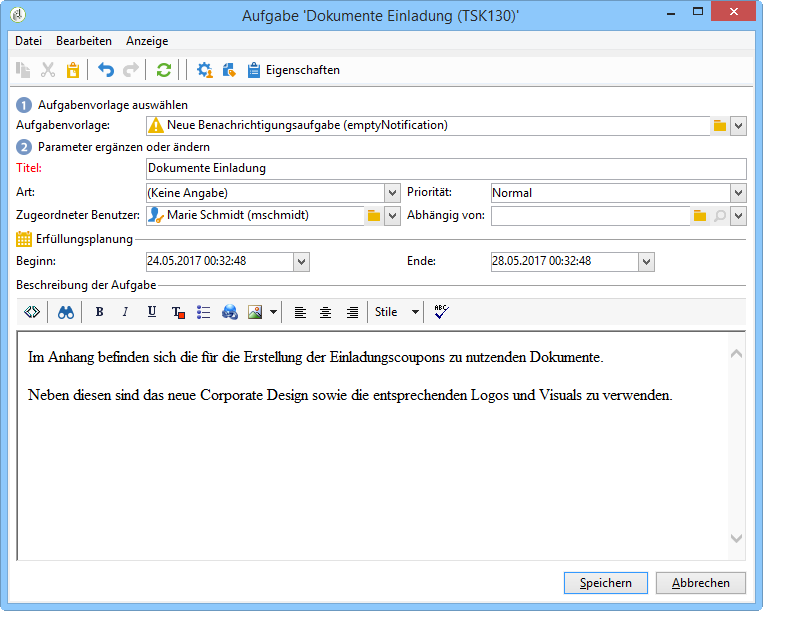 Aufgabe 'Dokumente Einladung (TSK130)'
Datei Bearbeiten Anzeige
Eigenschaften
1 Aufgabenvorlage auswählen
Aufgabenvorlage: Neue Benachrichtigungsaufgabe (emptyNotification)
2 Parameter ergänzen oder ändern
Titel: Dokumente Einladung
Art: (Keine Angabe) Priorität: Normal
Zugeordneter Benutzer: Marie Schmidt (mschmidt) Abhängig von:
Erfüllungsplanung
Beginn: 24.05.2017 00:32:48 Ende: 28.05.2017 00:32:48
Beschreibung der Aufgabe
B I U T Stile ABC
Im Anhang befinden sich die für die Erstellung der Einladungscoupons zu nutzenden Dokumente.
Neben diesen sind das neue Corporate Design sowie die entsprechenden Logos und Visuals zu verwenden.
Speichern Abbrechen